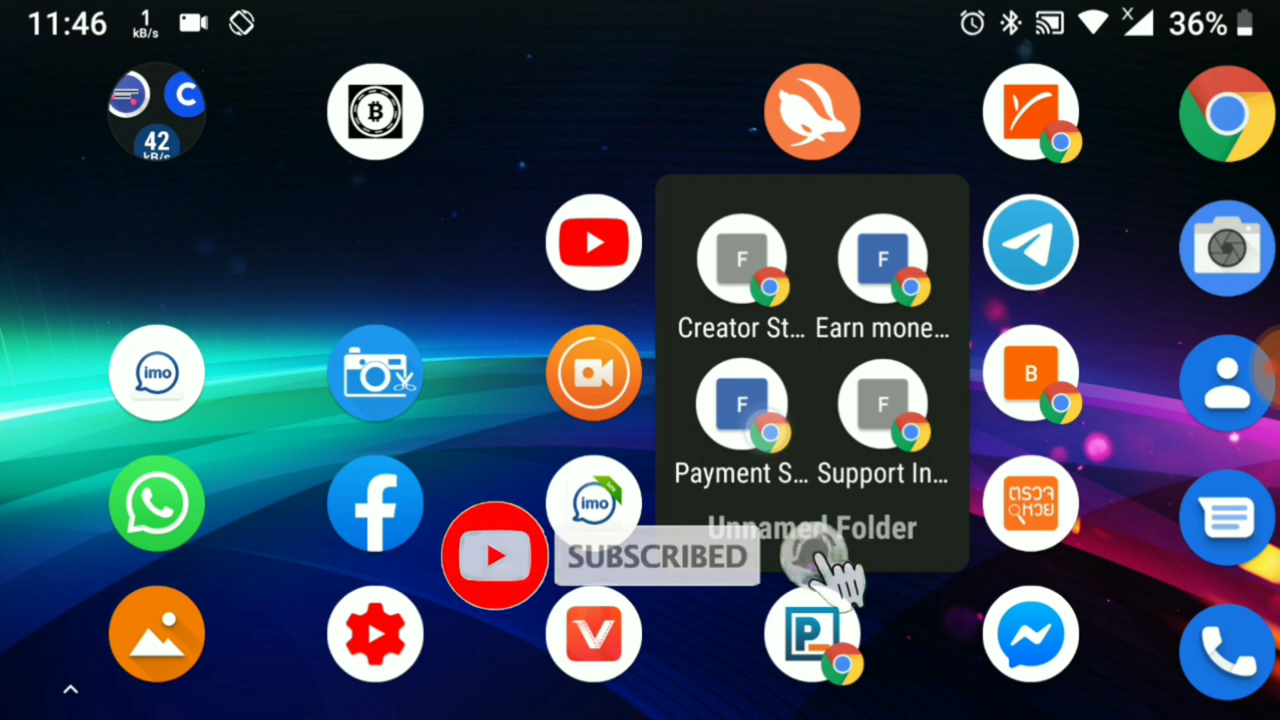 11:46
1
kB/s
36%
C
42
kB/s
B
F
F
Creator St...
Earn mone...
F
F
Payment S...
Support In...
Unnamed Folder
imo
imo
beta
B
ตรวจ
หวย
SUBSCRIBED
V
P